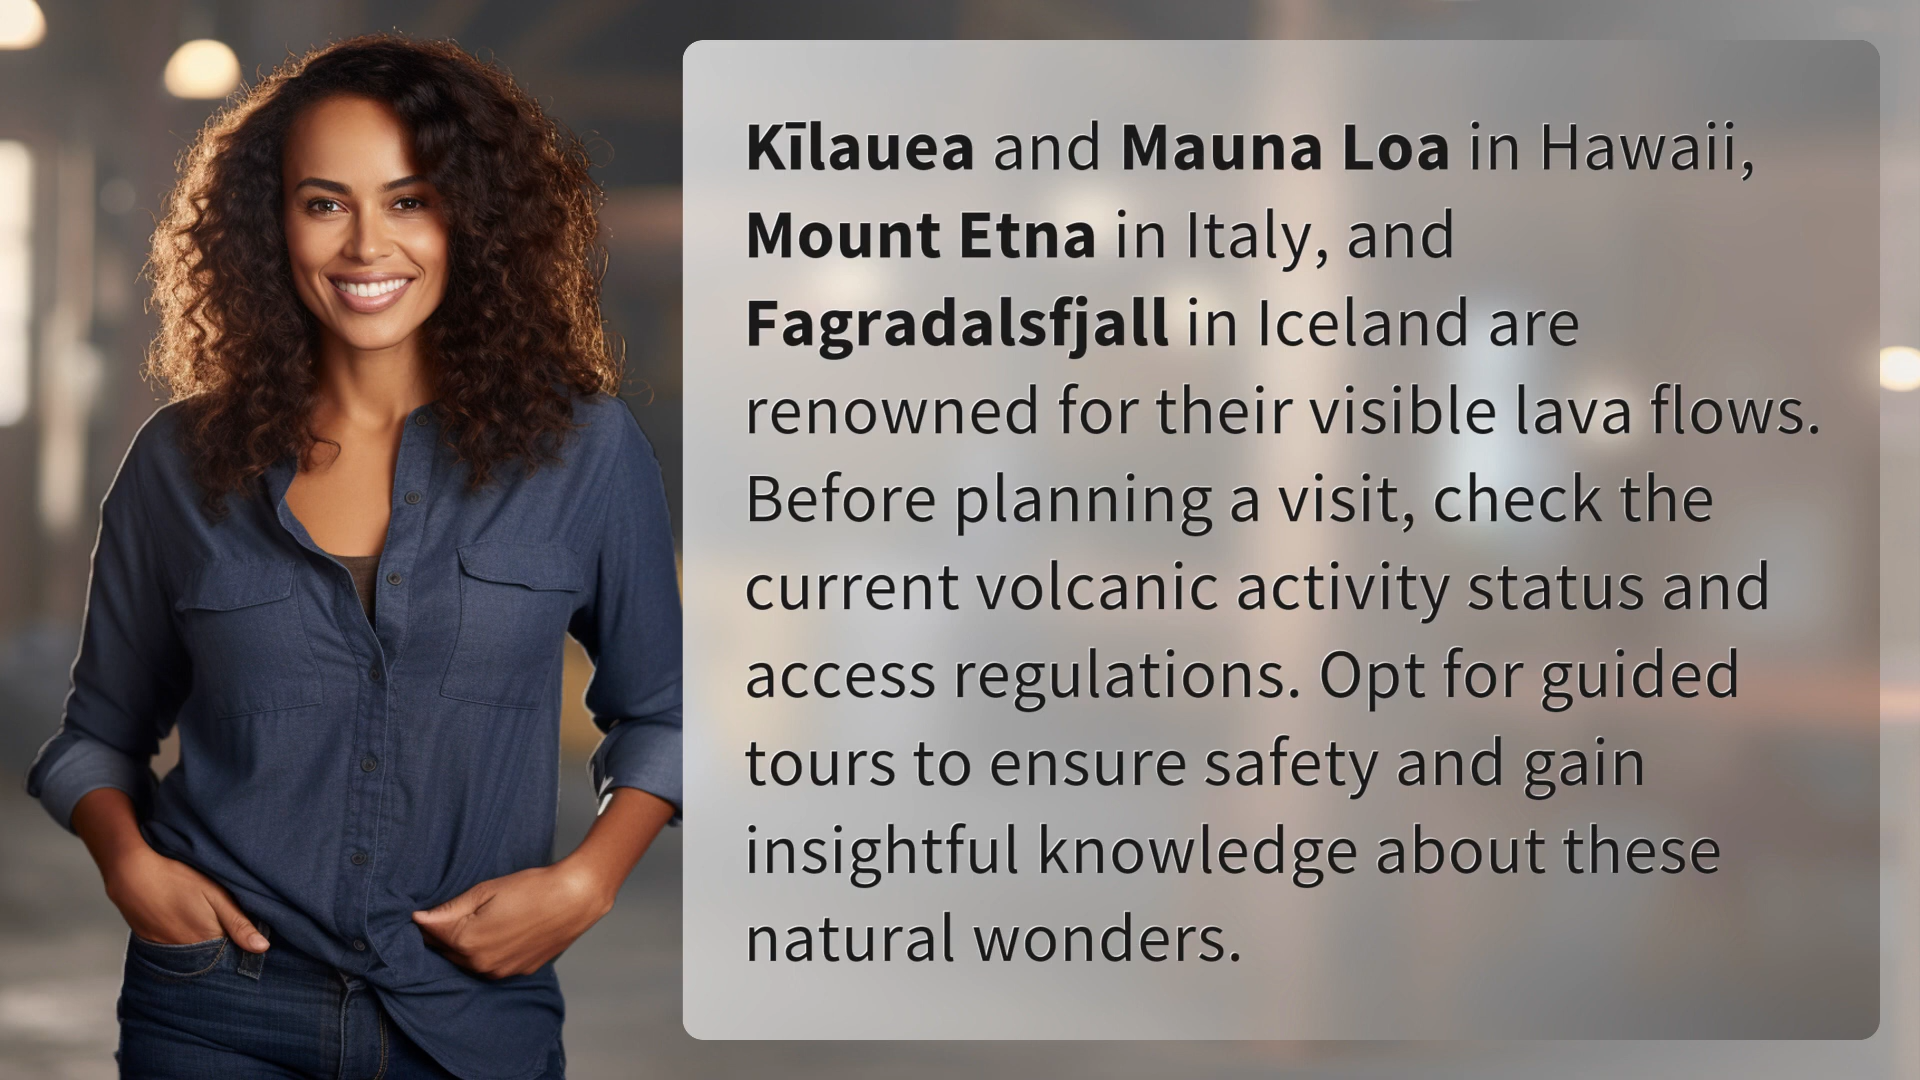 Kīlauea and Mauna Loa in Hawaii,
Mount Etna in Italy, and
Fagradalsfjall in Iceland are
renowned for their visible lava flows.
Before planning a visit, check the
current volcanic activity status and
access regulations. Opt for guided
tours to ensure safety and gain
insightful knowledge about these
natural wonders.